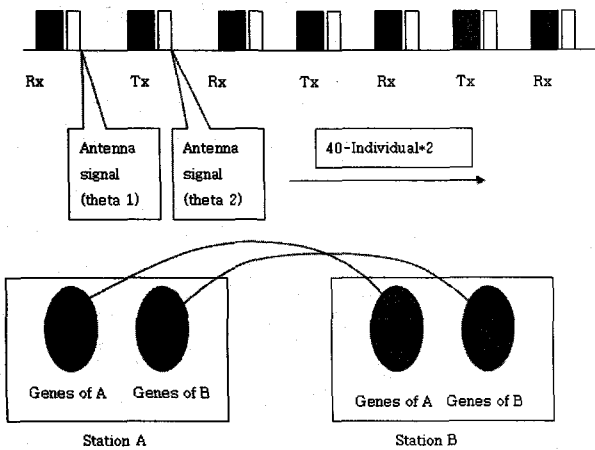 Rx Tx Rx Tx Rx Tx Rx
Antenna
signal
(theta 1)
Antenna
signal
(theta 2)
40-Individual*2
Genes of A Genes of B
Genes of A Genes of B
Station A
Station B